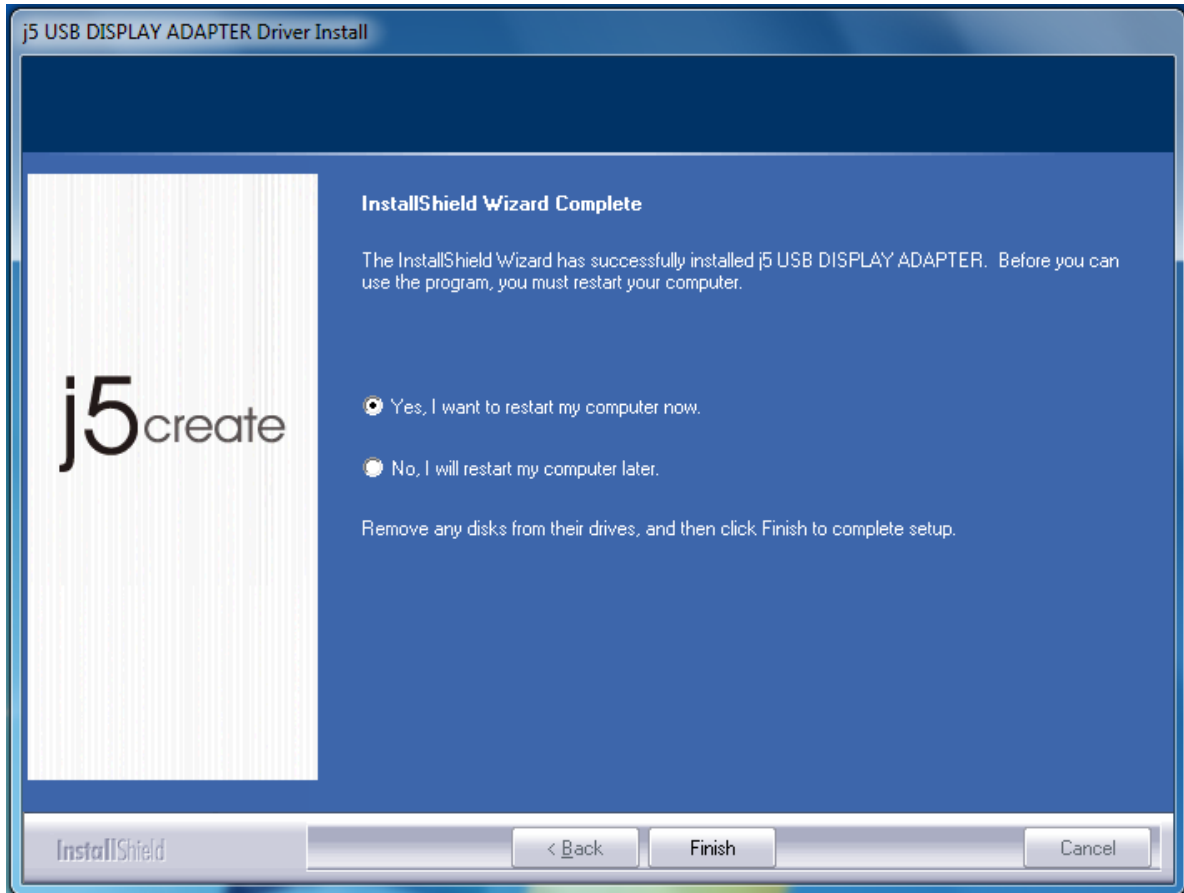 j5 USB DISPLAY ADAPTER Driver Install
InstallShield Wizard Complete
The InstallShield Wizard has successfully installed j5 USB DISPLAY ADAPTER.  Before you can
use the program, you must restart your computer.
j5create
Yes, I want to restart my computer now.
No, I will restart my computer later.
Remove any disks from their drives, and then click Finish to complete setup.
InstallShield
< Back
Finish
Cancel